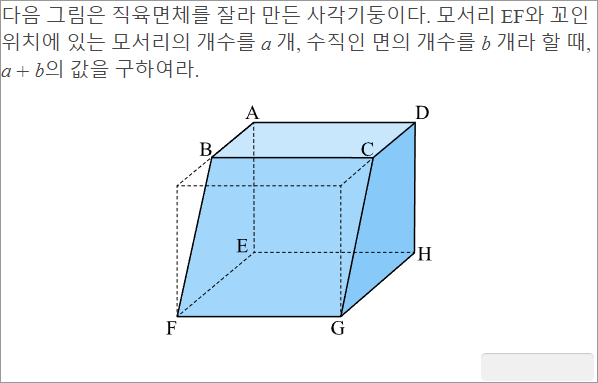 다음 그림은 직육면체를 잘라 만든 사각기둥이다. 모서리 EF와 꼬인
위치에 있는 모서리의 개수를 a 개, 수직인 면의 개수를 b 개라 할 때,
a + b의 값을 구하여라.
A D
B C
E H
F G